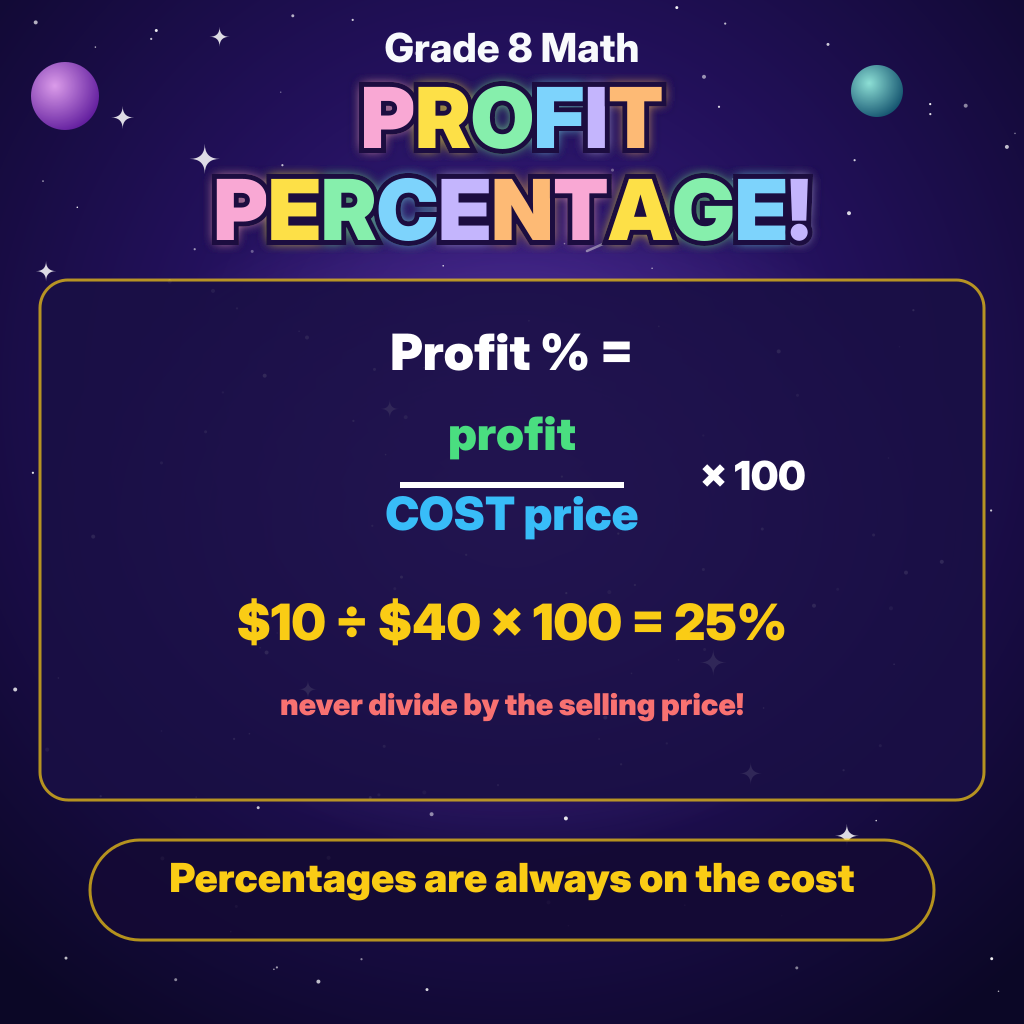 Grade 8 Math
PROFIT
PERCENTAGE!
Profit % =
profit
× 100
COST price
$10 ÷ $40 × 100 = 25%
never divide by the selling price!
Percentages are always on the cost